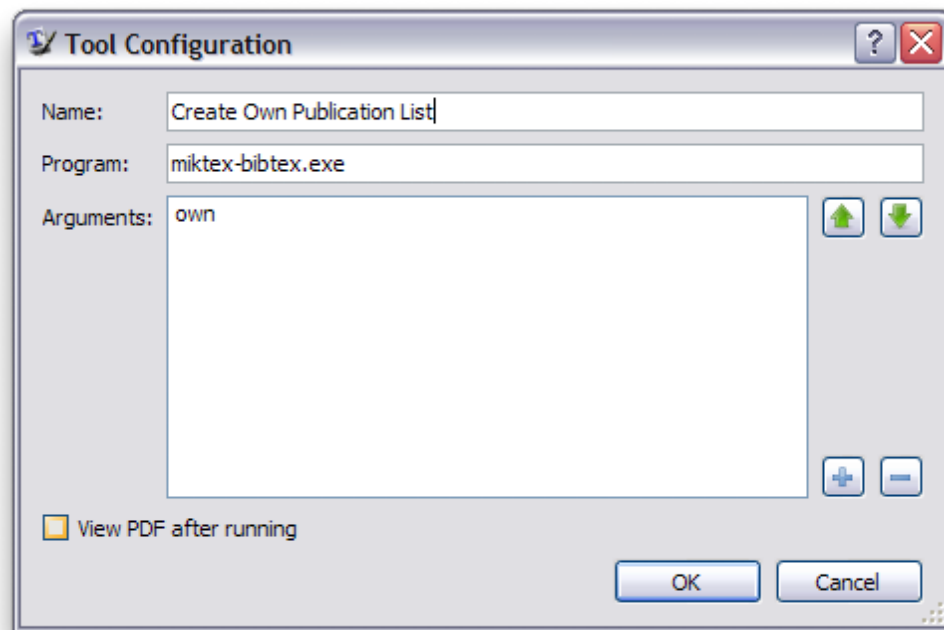 Tool Configuration
Name: Create Own Publication List
Program: miktex-bibtex.exe
Arguments: own
View PDF after running
OK Cancel